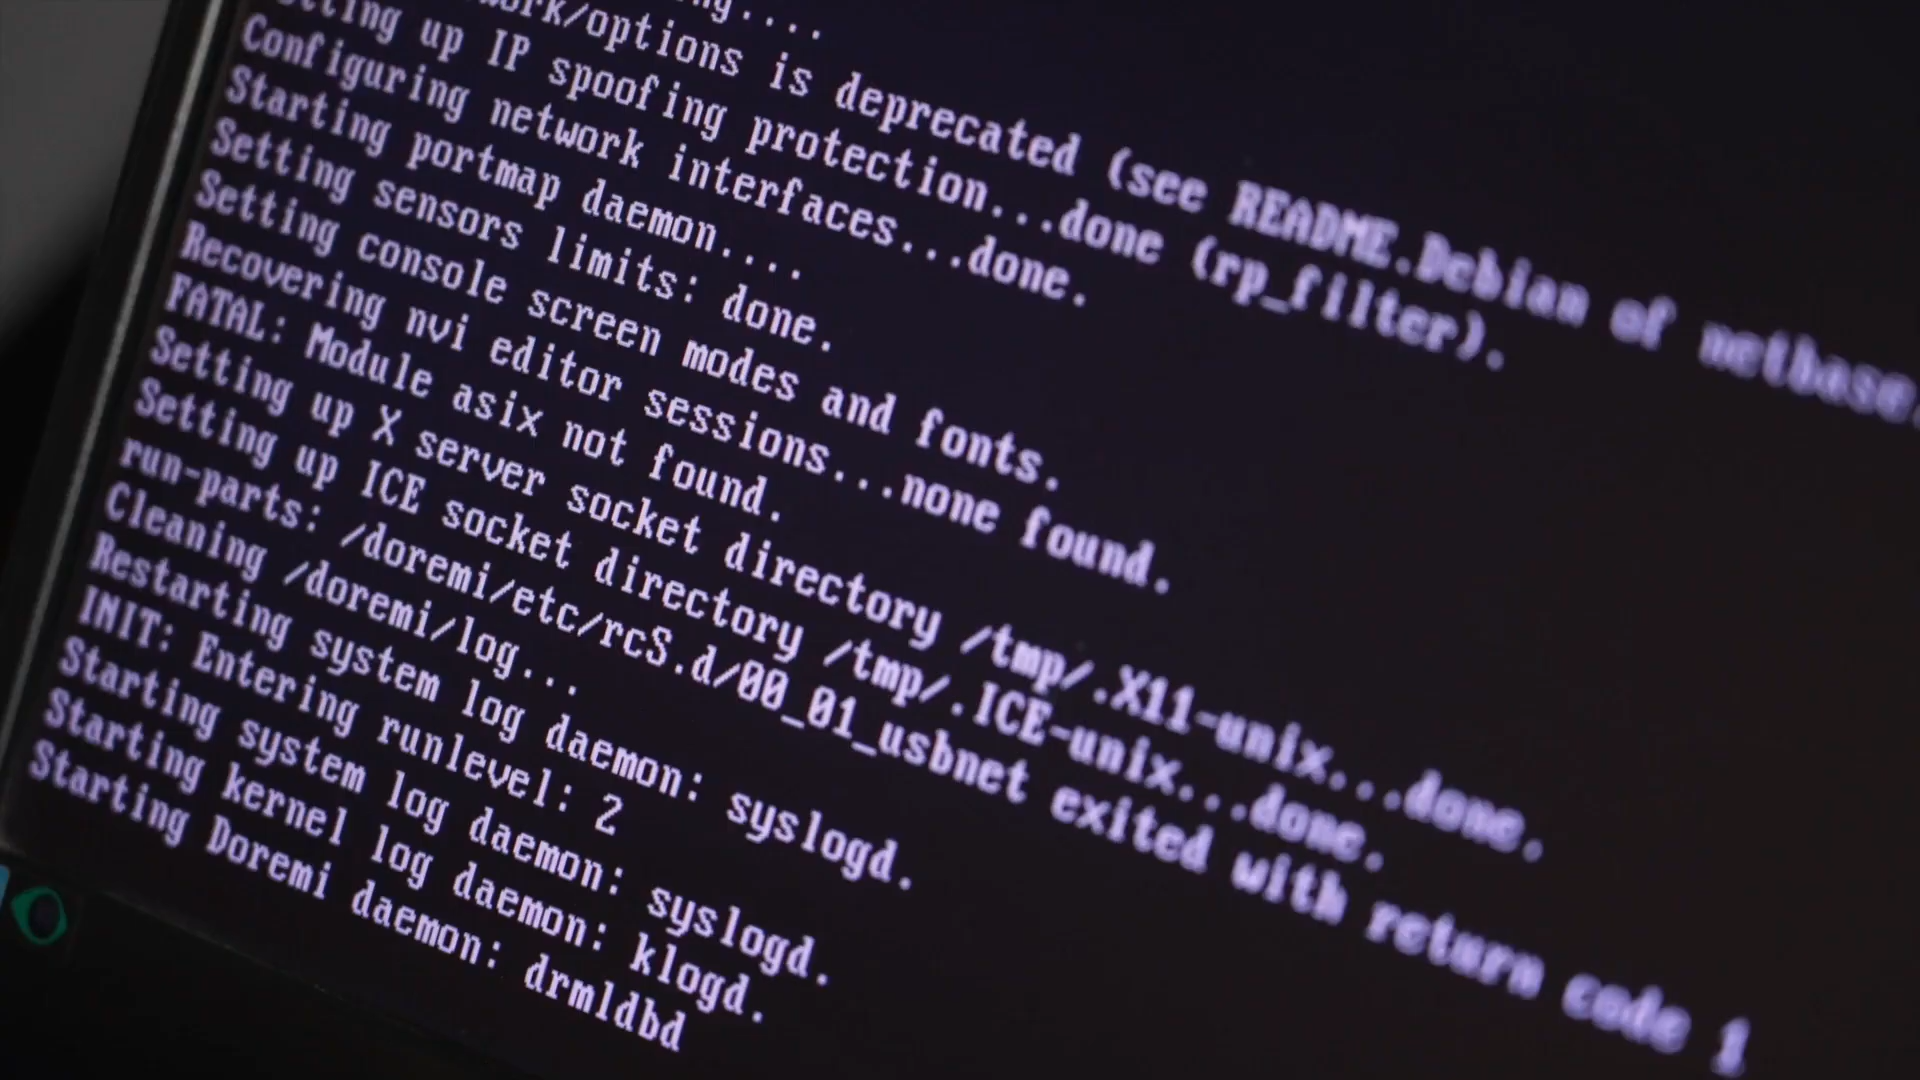 ng....
work/options is deprecated (see README.Debian of netbase
tting up IP spoofing protection...done (rp_filter).
Configuring network interfaces...done.
Starting portmap daemon....
Setting sensors limits: done.
Setting console screen modes and fonts.
Recovering nvi editor sessions...none found.
FATAL: Module asix not found.
Setting up X server socket directory /tmp/.X11-unix...done.
Setting up ICE socket directory /tmp/.ICE-unix...done.
run-parts: /doremi/etc/rcS.d/00_01_usbnet exited with return code 1
Cleaning /doremi/log...
Restarting system log daemon: syslogd.
INIT: Entering runlevel: 2
Starting system log daemon: syslogd.
Starting kernel log daemon: klogd.
Starting Doremi daemon: drmldbd